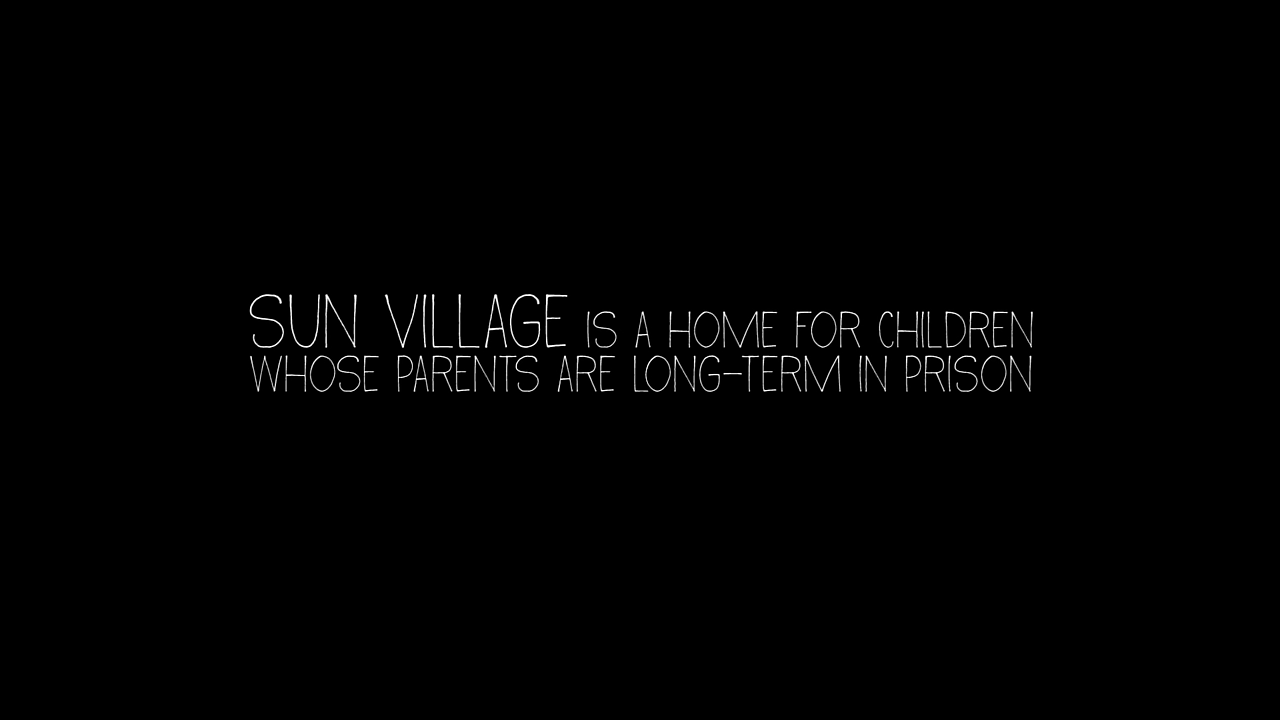 SUN VILLAGE IS A HOME FOR CHILDREN
WHOSE PARENTS ARE LONG-TERM IN PRISON